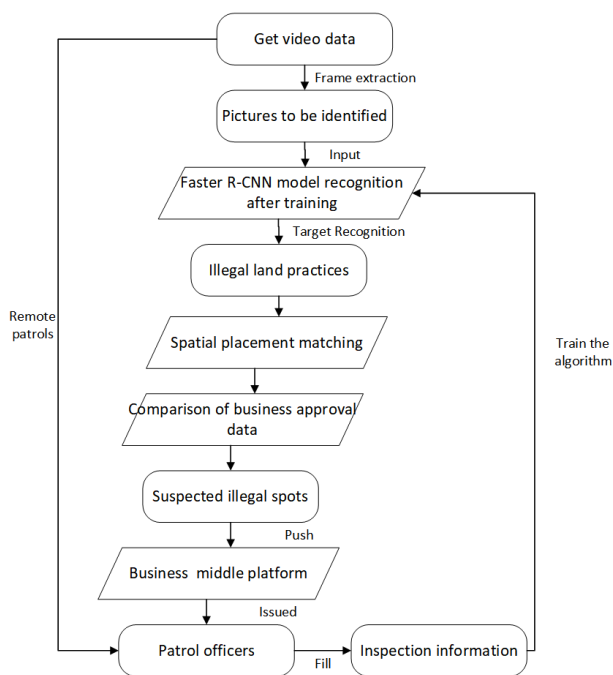 Get video data
Frame extraction
Pictures to be identified
Input
Faster R-CNN model recognition
after training
Target Recognition
Illegal land practices
Remote
patrols
Spatial placement matching
Train the
algorithm
Comparison of business approval
data
Suspected illegal spots
Push
Business middle platform
Issued
Patrol officers
Fill
Inspection information